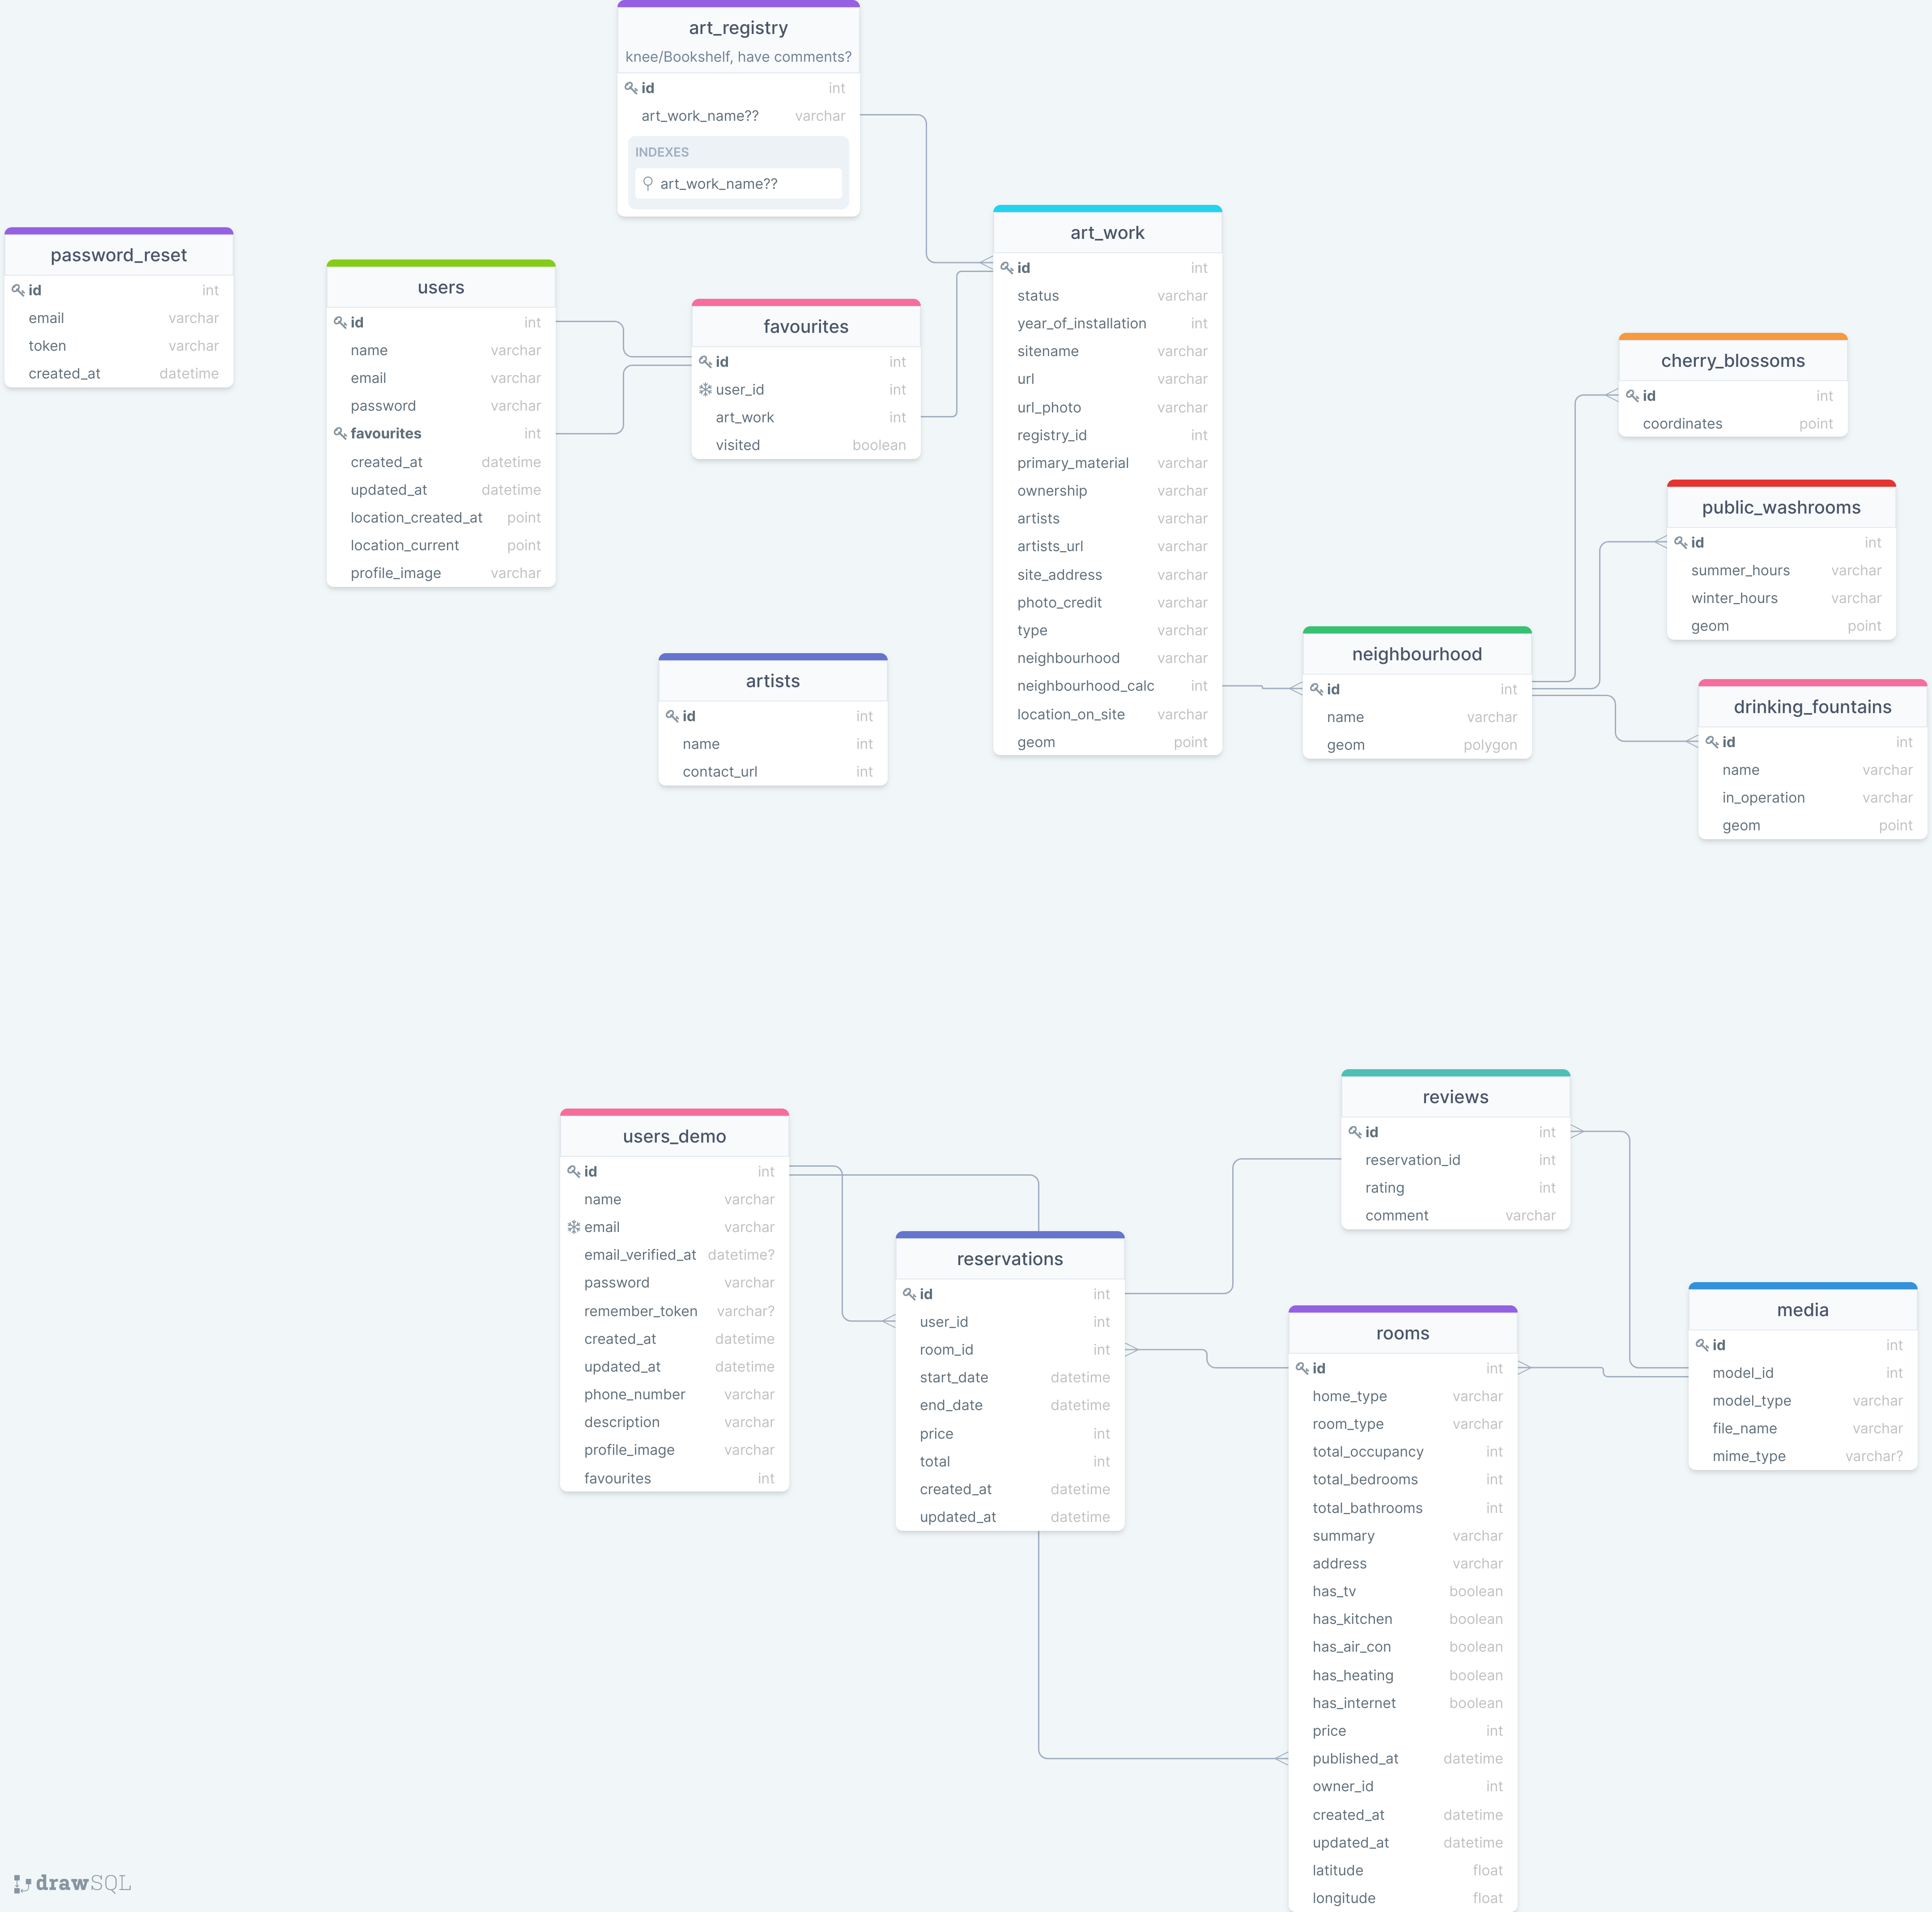 art_registry
knee/Bookshelf, have comments?
id int
art_work_name?? varchar
INDEXES
art_work_name??
password_reset
id int
email varchar
token varchar
created_at datetime
users
id int
name varchar
email varchar
password varchar
favourites int
created_at datetime
updated_at datetime
location_created_at point
location_current point
profile_image varchar
favourites
id int
user_id int
art_work int
visited boolean
art_work
id int
status varchar
year_of_installation int
sitename varchar
url varchar
url_photo varchar
registry_id int
primary_material varchar
ownership varchar
artists varchar
artists_url varchar
site_address varchar
photo_credit varchar
type varchar
neighbourhood varchar
neighbourhood_calc int
location_on_site varchar
geom point
artists
id int
name int
contact_url int
neighbourhood
id int
name varchar
geom polygon
cherry_blossoms
id int
coordinates point
public_washrooms
id int
summer_hours varchar
winter_hours varchar
geom point
drinking_fountains
id int
name varchar
in_operation varchar
geom point
users_demo
id int
name varchar
email varchar
email_verified_at datetime?
password varchar
remember_token varchar?
created_at datetime
updated_at datetime
phone_number varchar
description varchar
profile_image varchar
favourites int
reservations
id int
user_id int
room_id int
start_date datetime
end_date datetime
price int
total int
created_at datetime
updated_at datetime
reviews
id int
reservation_id int
rating int
comment varchar
rooms
id int
home_type varchar
room_type varchar
total_occupancy int
total_bedrooms int
total_bathrooms int
summary varchar
address varchar
has_tv boolean
has_kitchen boolean
has_air_con boolean
has_heating boolean
has_internet boolean
price int
published_at datetime
owner_id int
created_at datetime
updated_at datetime
latitude float
longitude float
media
id int
model_id int
model_type varchar
file_name varchar
mime_type varchar?
drawSQL